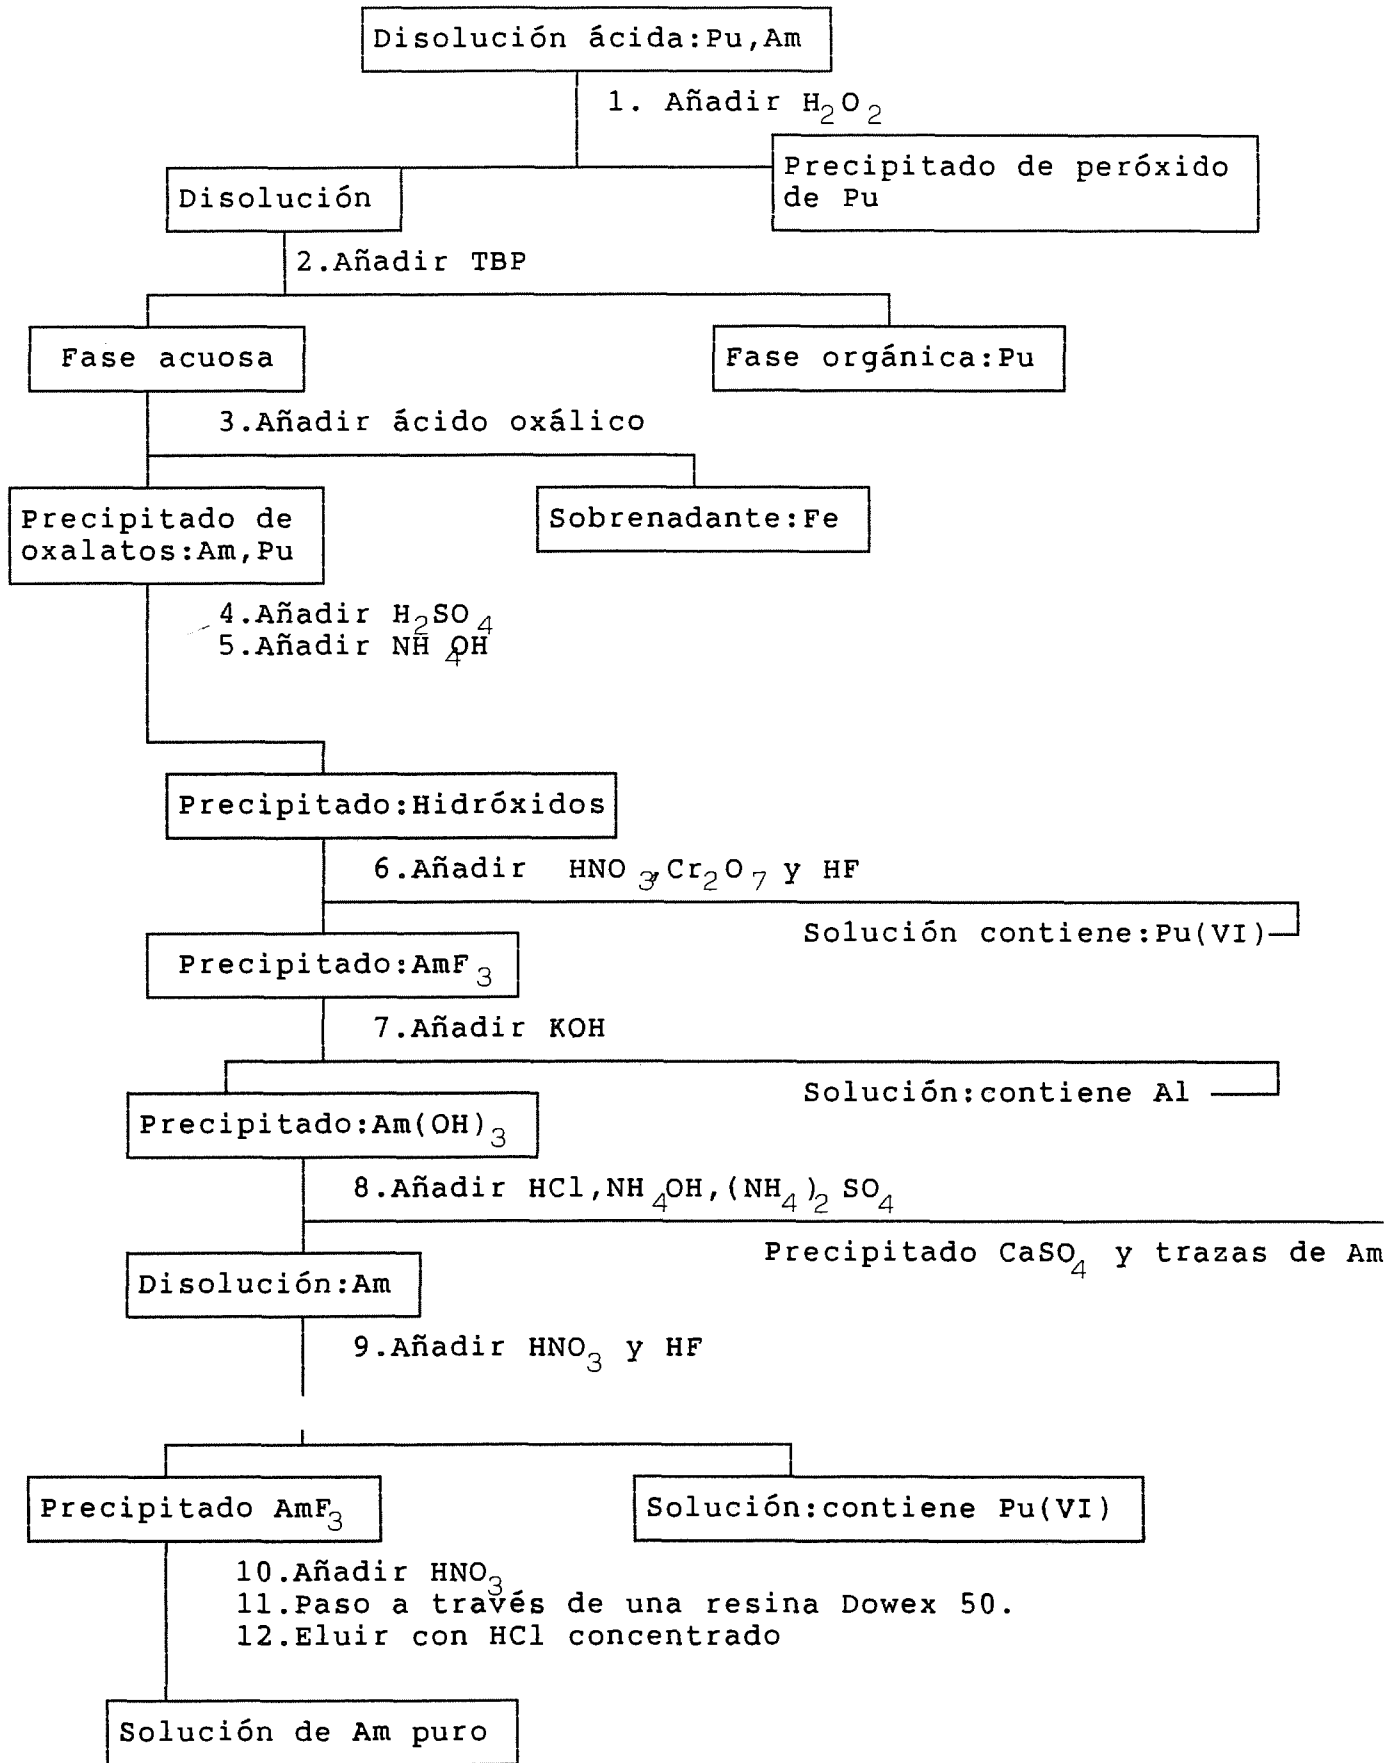 Disolución ácida:Pu,Am
1. Añadir H2O2
Precipitado de peróxido
de Pu
Disolución
2.Añadir TBP
Fase acuosa
Fase orgánica:Pu
3.Añadir ácido oxálico
Precipitado de
oxalatos:Am,Pu
Sobrenadante:Fe
4.Añadir H2SO4
5.Añadir NH4OH
Precipitado:Hidróxidos
6.Añadir HNO3,Cr2O7 y HF
Solución contiene:Pu(VI)
Precipitado:AmF3
7.Añadir KOH
Solución:contiene Al
Precipitado:Am(OH)3
8.Añadir HCl,NH4OH,(NH4)2SO4
Precipitado CaSO4 y trazas de Am
Disolución:Am
9.Añadir HNO3 y HF
Precipitado AmF3
Solución:contiene Pu(VI)
10.Añadir HNO3
11.Paso a través de una resina Dowex 50.
12.Eluir con HCl concentrado
Solución de Am puro